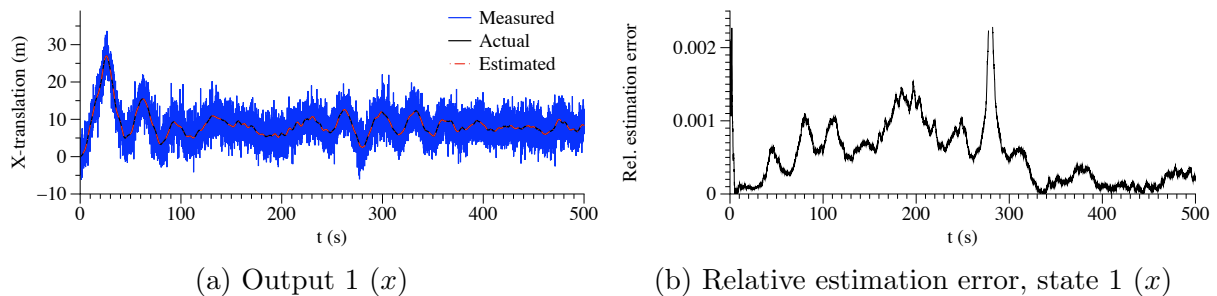 X-translation (m)
30
20
10
0
−10
Measured
Actual
Estimated
0
100
200
300
400
500
t (s)
(a) Output 1 (x)
Rel. estimation error
0.002
0.001
0
0
100
200
300
400
500
t (s)
(b) Relative estimation error, state 1 (x)